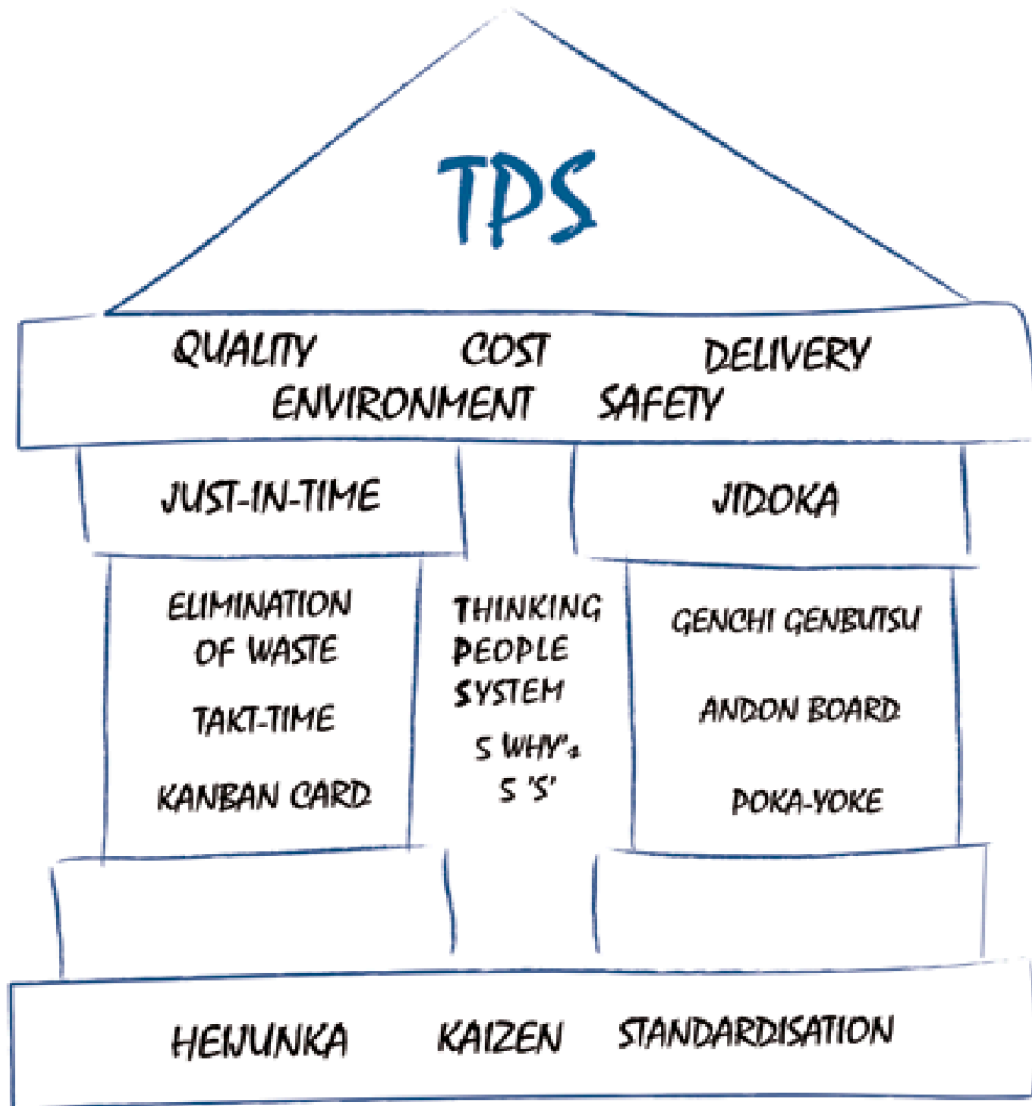 TPS
QUALITY COST DELIVERY
ENVIRONMENT SAFETY
JUST-IN-TIME
JIDOKA
ELIMINATION
OF WASTE
TAKT-TIME
KANBAN CARD
THINKING
PEOPLE
SYSTEM
5 WHY's
5 'S'
GENCHI GENBUTSU
ANDON BOARD
POKA-YOKE
HEIJUNKA KAIZEN STANDARDISATION